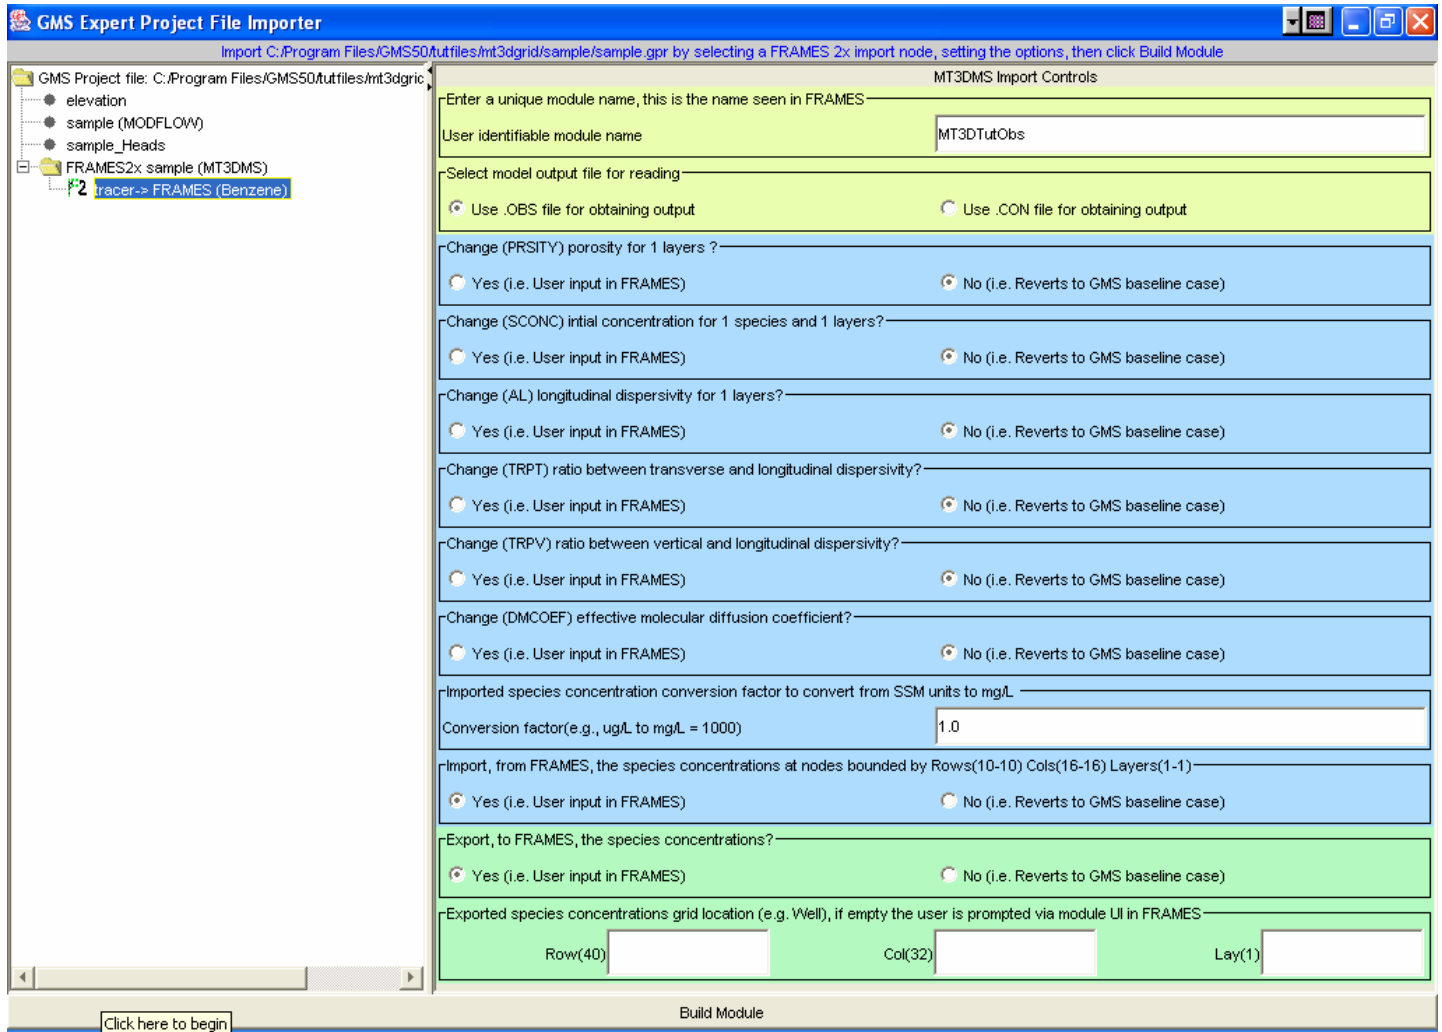 GMS Expert Project File Importer
Import C:/Program Files/GMS50/tutfiles/mt3dgrid/sample/sample.gpr by selecting a FRAMES 2x import node, setting the options, then click Build Module
GMS Project file: C:/Program Files/GMS50/tutfiles/mt3dgric
elevation
sample (MODFLOW)
sample_Heads
FRAMES2x sample (MT3DMS)
2 tracer-> FRAMES (Benzene)
MT3DMS Import Controls
Enter a unique module name, this is the name seen in FRAMES
User identifiable module name MT3DTutObs
Select model output file for reading
Use .OBS file for obtaining output Use .CON file for obtaining output
Change (PRSITY) porosity for 1 layers ?
Yes (i.e. User input in FRAMES) No (i.e. Reverts to GMS baseline case)
Change (SCONC) intial concentration for 1 species and 1 layers?
Yes (i.e. User input in FRAMES) No (i.e. Reverts to GMS baseline case)
Change (AL) longitudinal dispersivity for 1 layers?
Yes (i.e. User input in FRAMES) No (i.e. Reverts to GMS baseline case)
Change (TRPT) ratio between transverse and longitudinal dispersivity?
Yes (i.e. User input in FRAMES) No (i.e. Reverts to GMS baseline case)
Change (TRPV) ratio between vertical and longitudinal dispersivity?
Yes (i.e. User input in FRAMES) No (i.e. Reverts to GMS baseline case)
Change (DMCOEF) effective molecular diffusion coefficient?
Yes (i.e. User input in FRAMES) No (i.e. Reverts to GMS baseline case)
Imported species concentration conversion factor to convert from SSM units to mg/L
Conversion factor(e.g., ug/L to mg/L = 1000) 1.0
Import, from FRAMES, the species concentrations at nodes bounded by Rows(10-10) Cols(16-16) Layers(1-1)
Yes (i.e. User input in FRAMES) No (i.e. Reverts to GMS baseline case)
Export, to FRAMES, the species concentrations?
Yes (i.e. User input in FRAMES) No (i.e. Reverts to GMS baseline case)
Exported species concentrations grid location (e.g. Well), if empty the user is prompted via module UI in FRAMES
Row(40) Col(32) Lay(1)
Build Module
Click here to begin